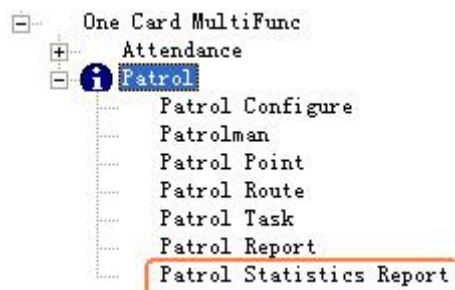 One Card MultiFunc
Attendance
Patrol
Patrol Configure
Patrolman
Patrol Point
Patrol Route
Patrol Task
Patrol Report
Patrol Statistics Report